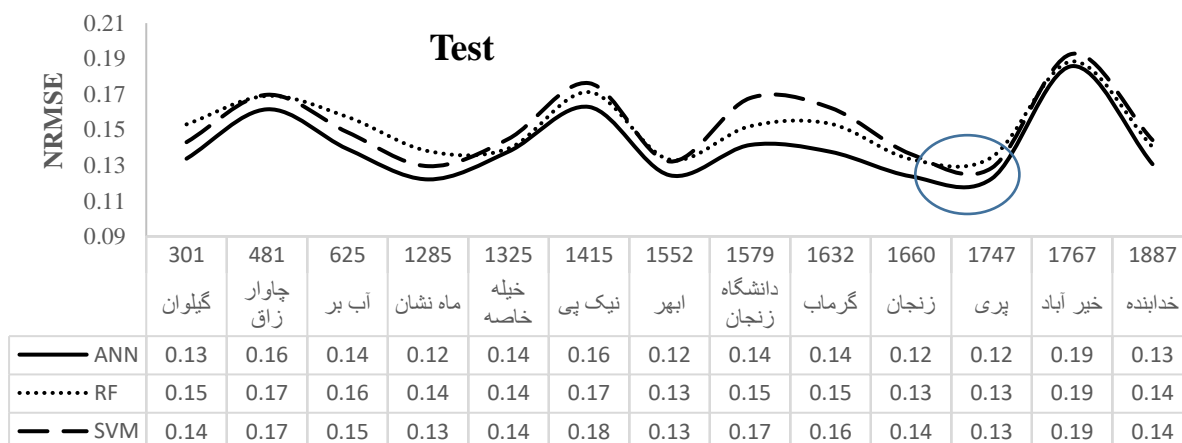 Test
NRMSE
0.21
0.19
0.17
0.15
0.13
0.11
0.09
301 481 625 1285 1325 1415 1552 1579 1632 1660 1747 1767 1887
گیلوان چاوار زاق آب بر ماه نشان خیله خاصه نیک پی ابهر دانشگاه زنجان گرماب زنجان پری خیر آباد خدابنده
ANN 0.13 0.16 0.14 0.12 0.14 0.16 0.12 0.14 0.14 0.12 0.12 0.19 0.13
RF 0.15 0.17 0.16 0.14 0.14 0.17 0.13 0.15 0.15 0.13 0.13 0.19 0.14
SVM 0.14 0.17 0.15 0.13 0.14 0.18 0.13 0.17 0.16 0.14 0.13 0.19 0.14